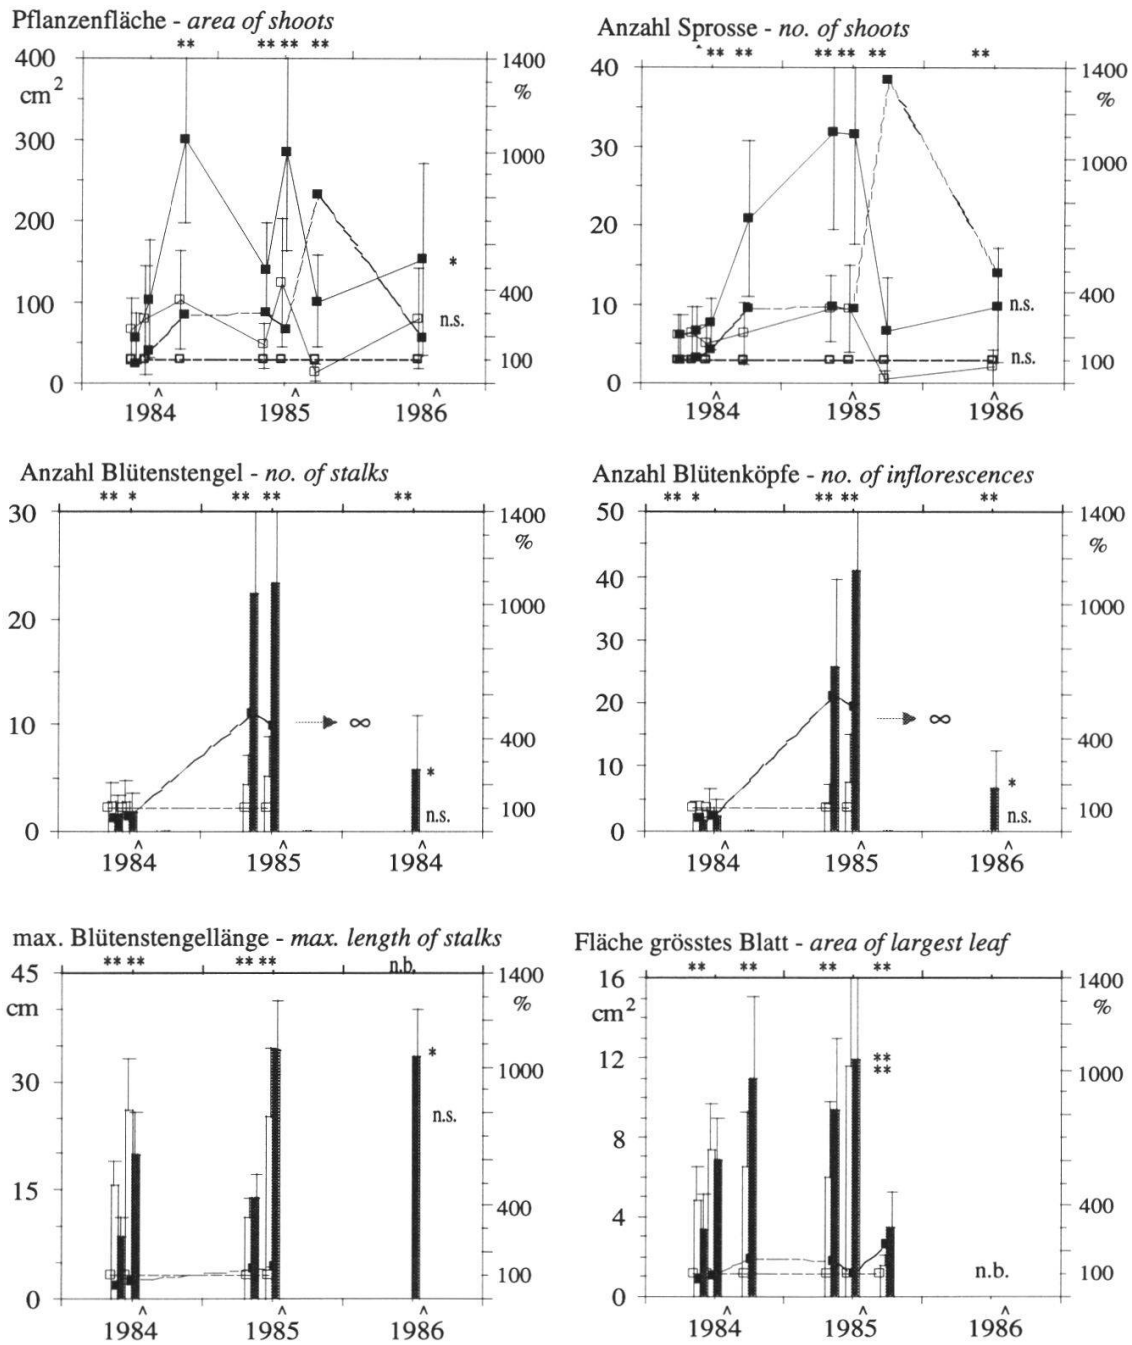 Pflanzenfläche - area of shoots
** ** ** **
400 1400
cm² %
300 1000
200
100 400
* n.s.
0 100
1984 1985 1986
Anzahl Sprosse - no. of shoots
** ** ** ** ** **
40 1400
%
30 1000
20
10 400
n.s.
n.s.
0 100
1984 1985 1986
Anzahl Blütenstengel - no. of stalks
** * ** ** **
30 1400
%
20 1000
10 ∞ 400
*
n.s. 100
0
1984 1985 1984
Anzahl Blütenköpfe - no. of inflorescences
** * ** ** **
50 1400
%
40 1000
30
20 ∞
400
10 *
n.s. 100
0
1984 1985 1986
max. Blütenstengellänge - max. length of stalks
** ** ** ** n.b.
45 1400
cm %
* 1000
30
n.s.
15 400
100
0
1984 1985 1986
Fläche grösstes Blatt - area of largest leaf
** ** ** **
16 1400
cm² %
12 ** 1000
**
8
4 400
n.b. 100
0
1984 1985 1986